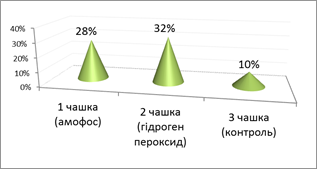 40%
30%
20%
10%
0%
28%
32%
10%
1 чашка
(амофос)
2 чашка
(гідроген
пероксид)
3 чашка
(контроль)